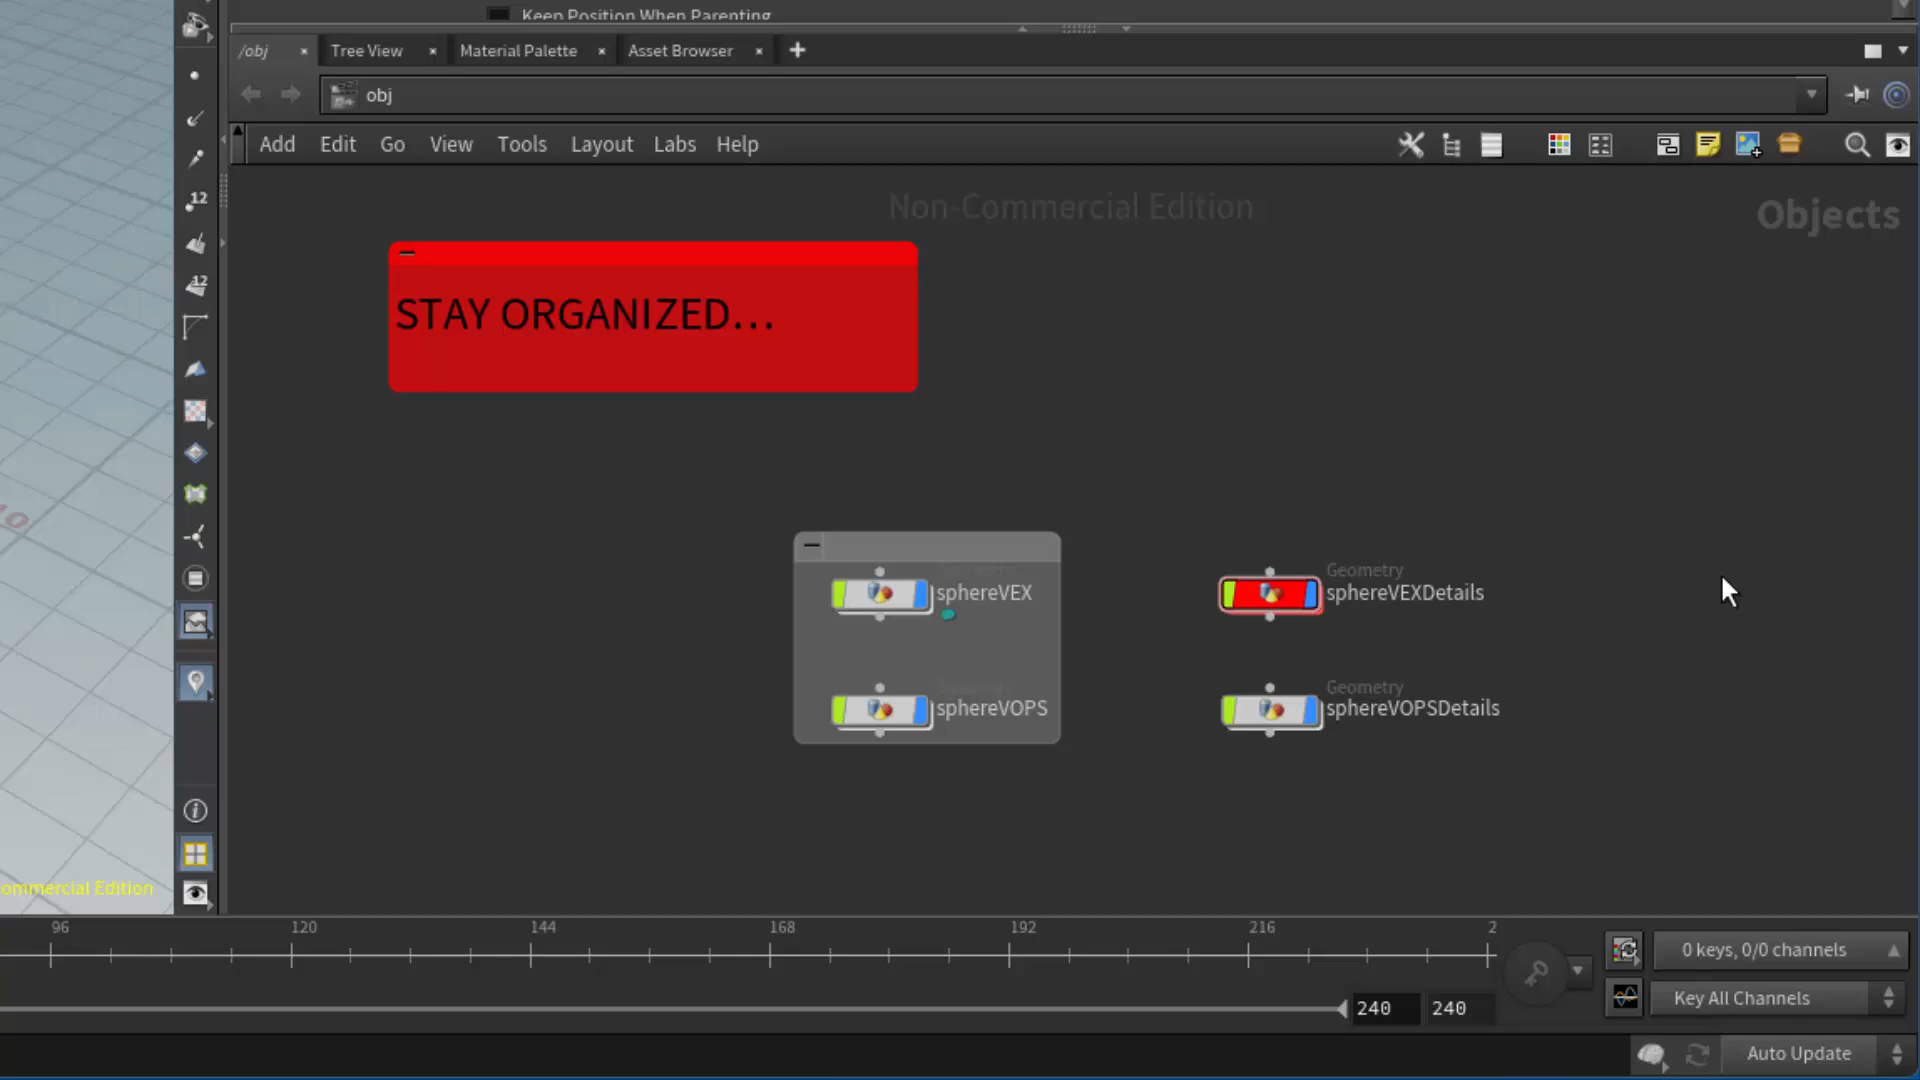 Keep Position When Parenting
/obj
Tree View
Material Palette
Asset Browser
obj
Add
Edit
Go
View
Tools
Layout
Labs
Help
Non-Commercial Edition
Objects
STAY ORGANIZED...
sphereVEX
Geometry
sphereVEXDetails
sphereVOPS
Geometry
sphereVOPSDetails
12
12
ommercial Edition
96
120
144
168
192
216
2
0 keys, 0/0 channels
240
240
Key All Channels
Auto Update